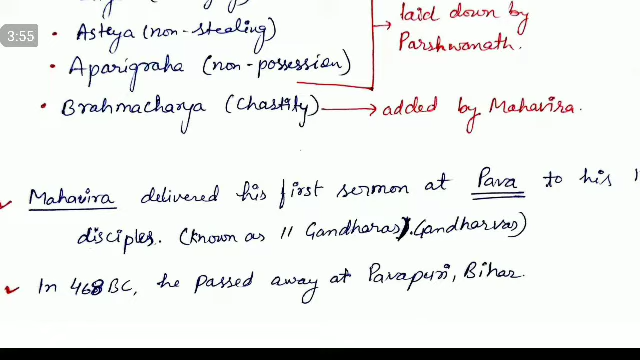 3:55
• Asteya (non-stealing)
• Aparigraha (non-possession)
laid down by
Parshwanath.
• Brahmacharya (Chastity) → added by Mahavira.
Mahavira delivered his first sermon at Pava to his 1
disciples. (known as 11 Gandharas). Gandharvas)
In 468 BC, he passed away at Pavapuri, Bihar.